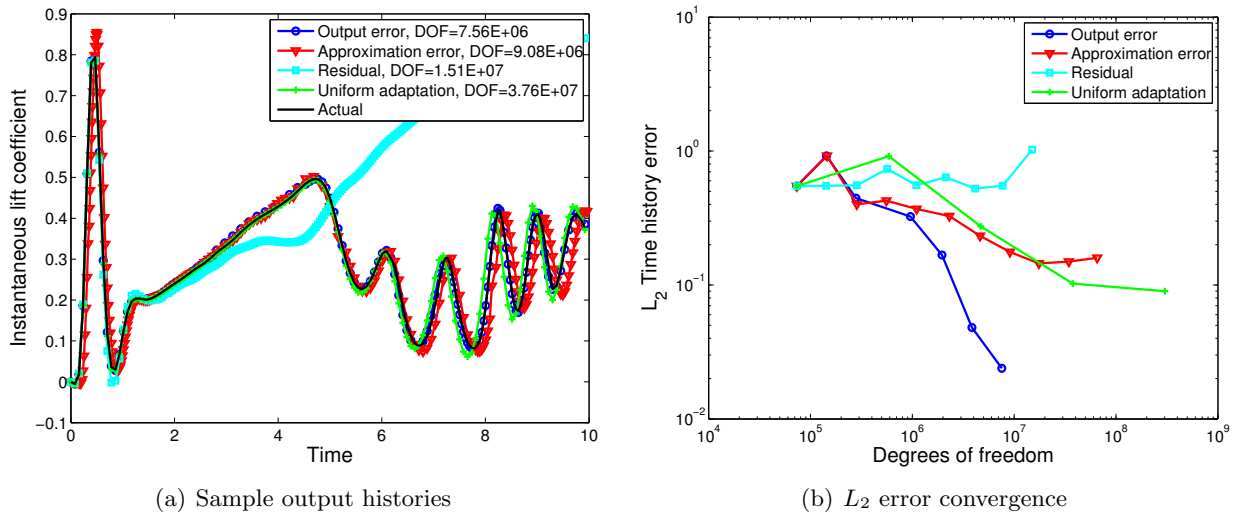 0.9
0.8
0.7
0.6
0.5
0.4
0.3
0.2
0.1
0
−0.1
Instantaneous lift coefficient
0 2 4 6 8 10
Time
Output error, DOF=7.56E+06
Approximation error, DOF=9.08E+06
Residual, DOF=1.51E+07
Uniform adaptation, DOF=3.76E+07
Actual
(a) Sample output histories
10^1
10^0
10^−1
10^−2
L2 Time history error
10^4 10^5 10^6 10^7 10^8 10^9
Degrees of freedom
Output error
Approximation error
Residual
Uniform adaptation
(b) L2 error convergence